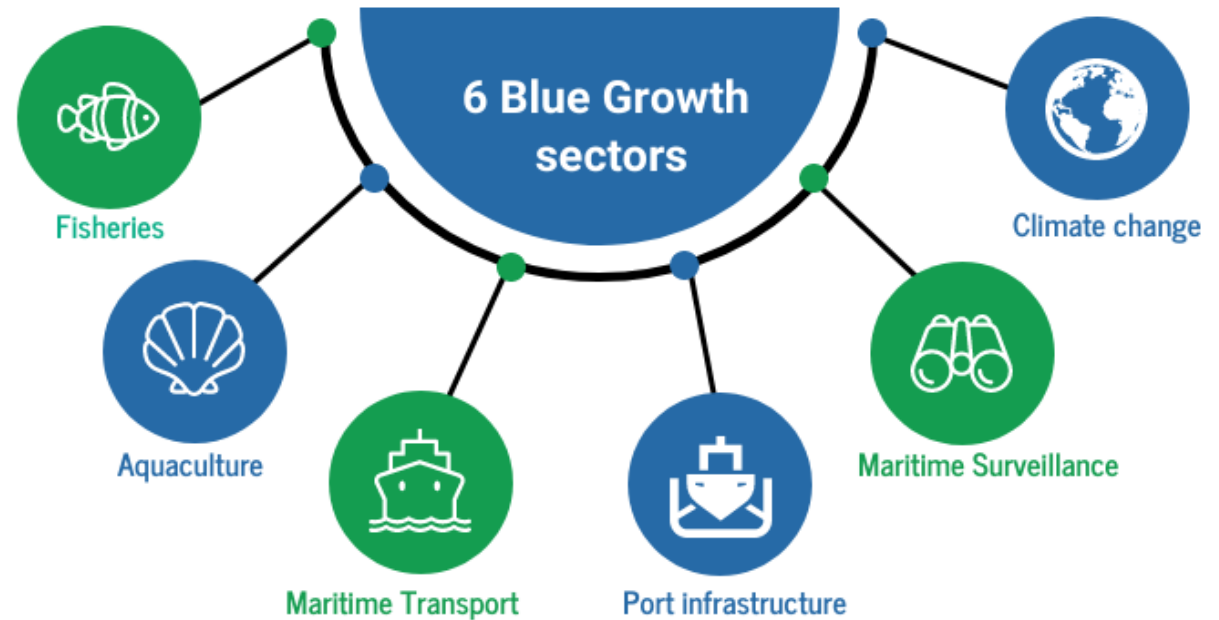 6 Blue Growth
sectors
Fisheries
Aquaculture
Maritime Transport
Port infrastructure
Maritime Surveillance
Climate change